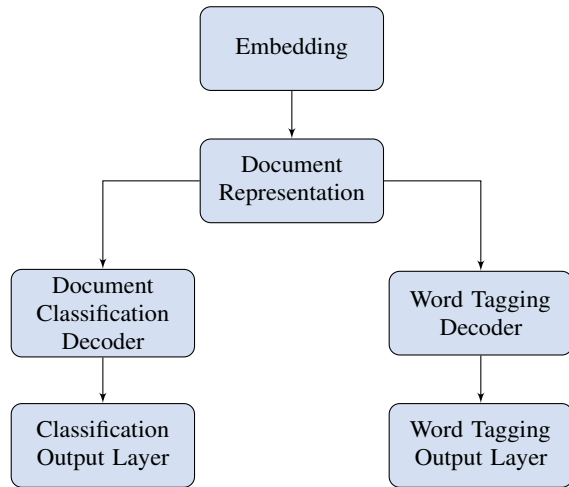 Embedding
Document
Representation
Document
Classification
Decoder
Word Tagging
Decoder
Classification
Output Layer
Word Tagging
Output Layer